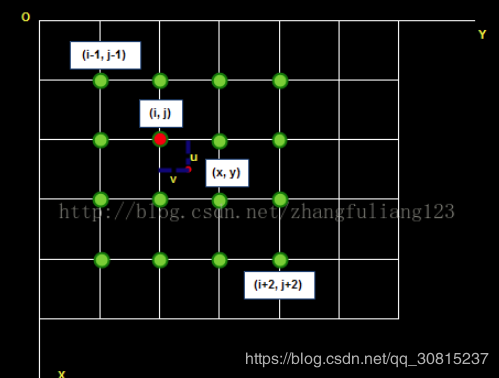 O
Y
(i-1, j-1)
(i, j)
u
(x, y)
v
http://blog.csdn.net/zhangfuliang123
(i+2, j+2)
https://blog.csdn.net/qq_30815237
X